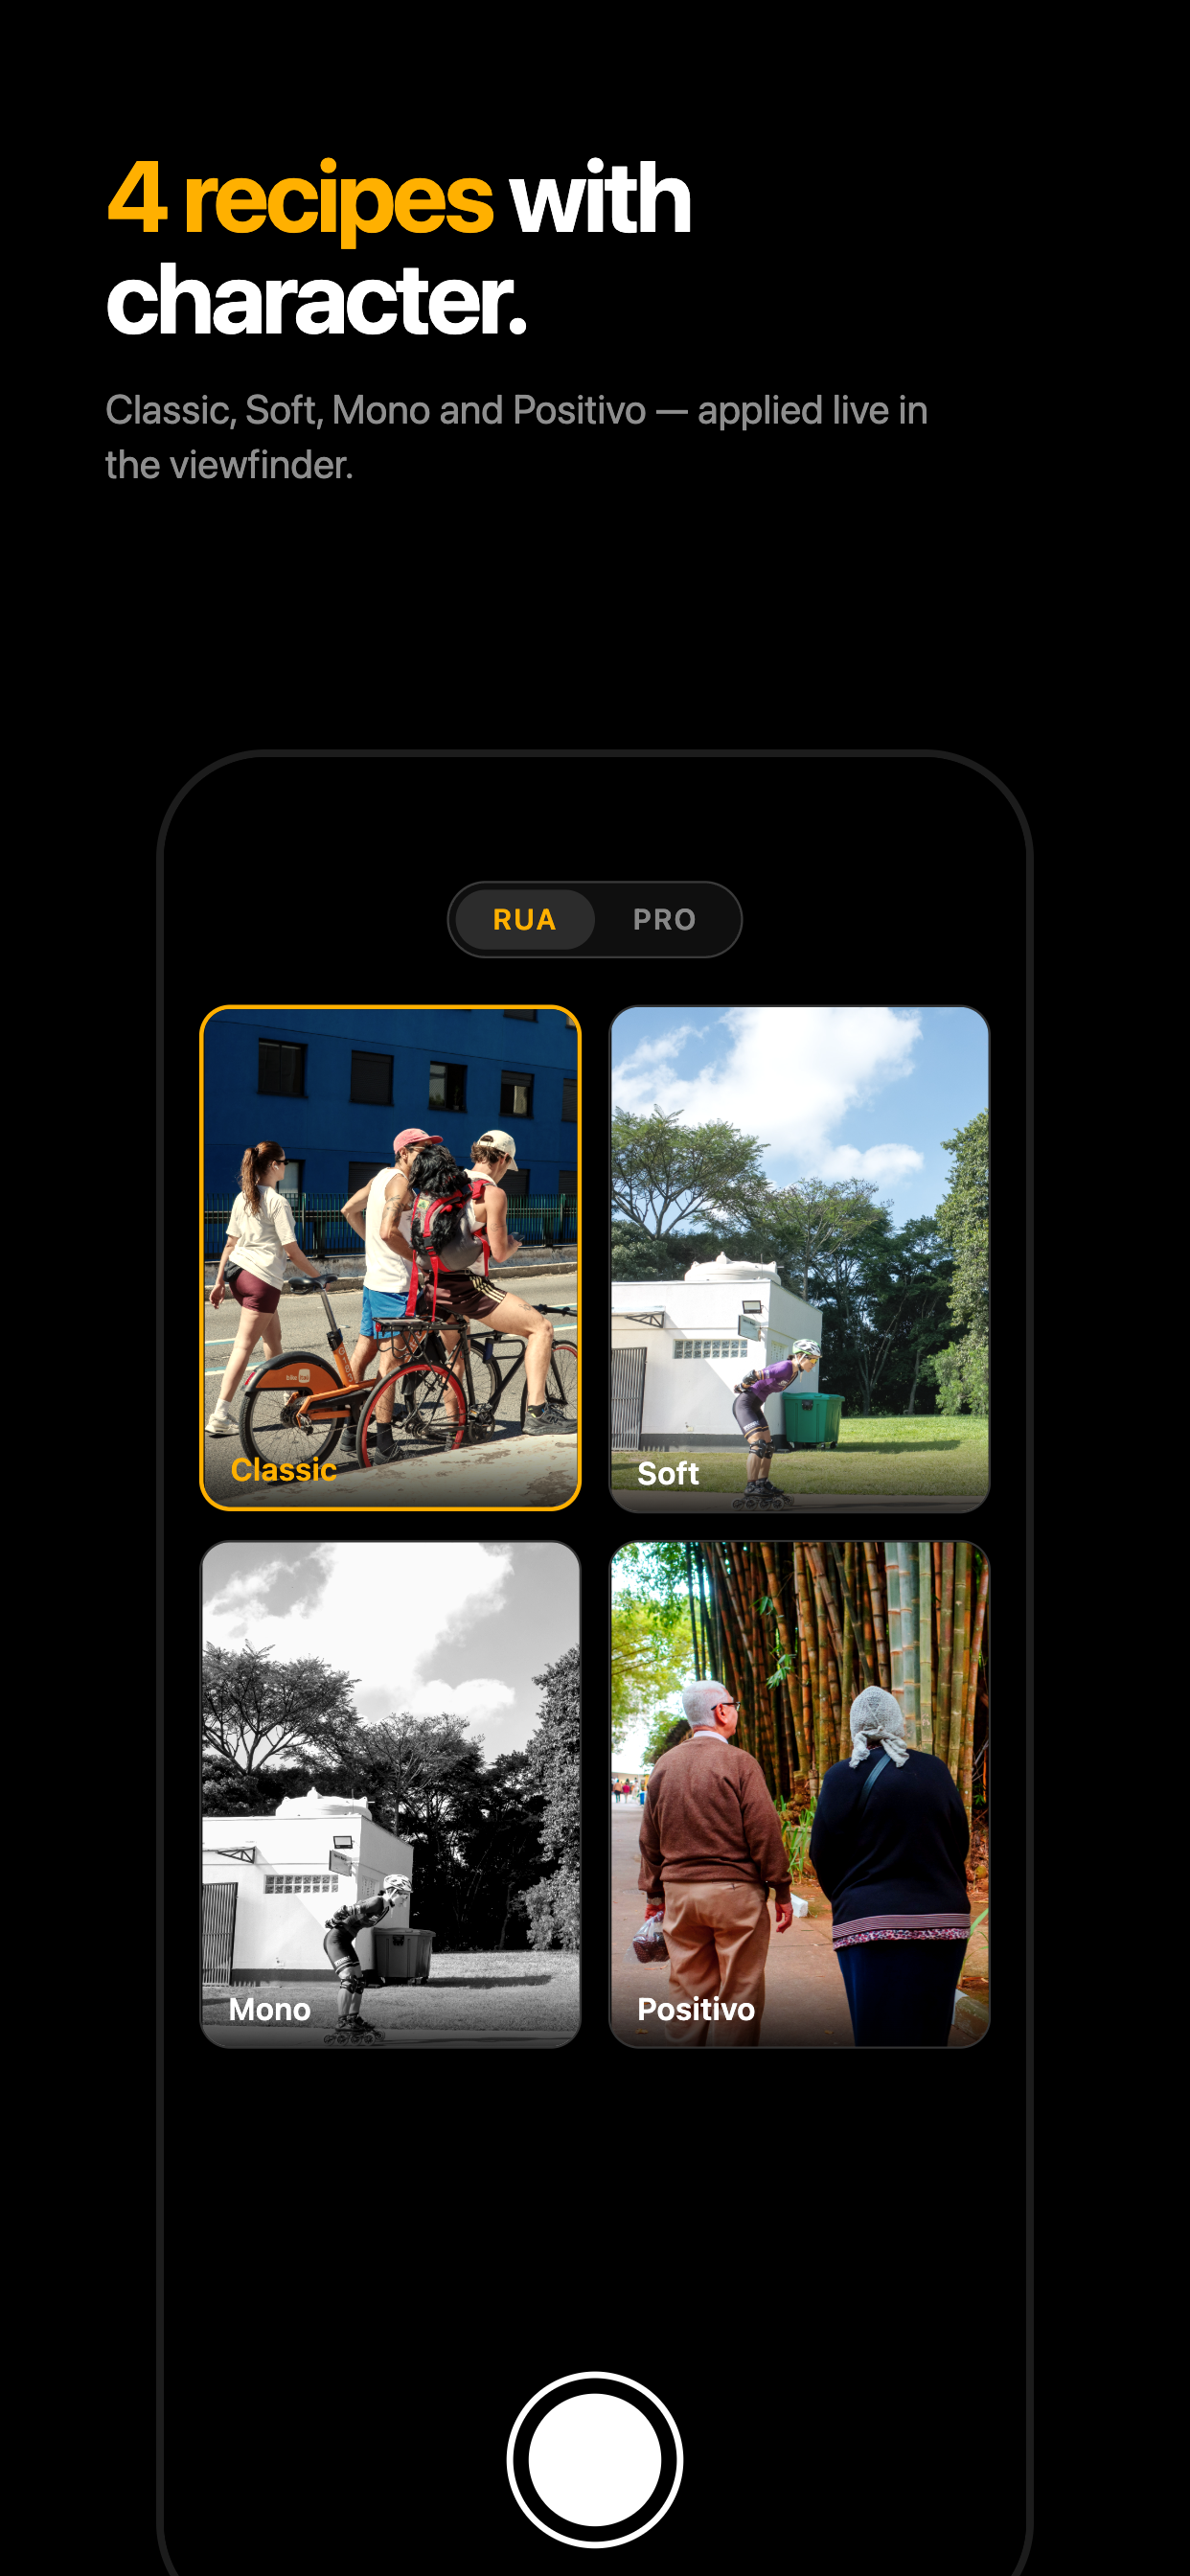 4 recipes with
character.
Classic, Soft, Mono and Positivo — applied live in
the viewfinder.
RUA PRO
Classic
Soft
Mono
Positivo